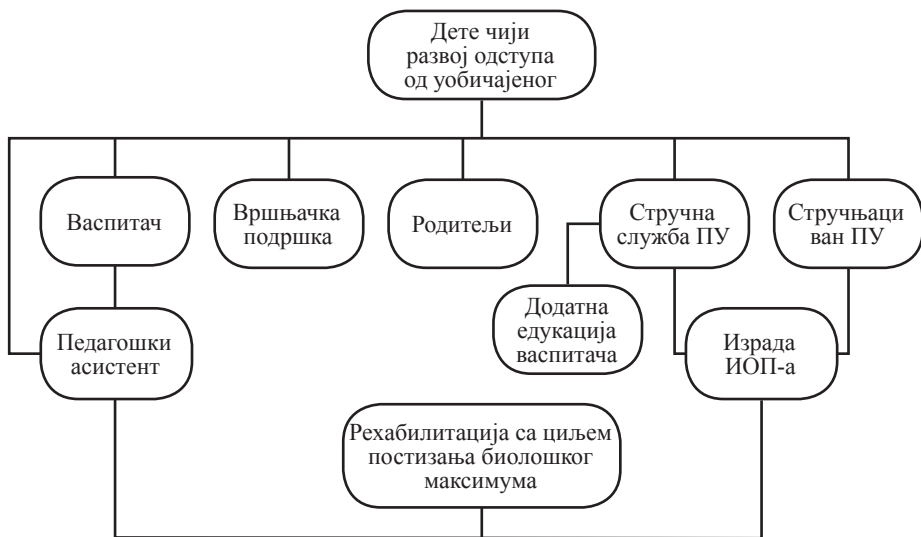 Дете чији
развој одступа
од уобичајеног
Васпитач
Вршњачка
подршка
Родитељи
Стручна
служба ПУ
Стручњаци
ван ПУ
Педагошки
асистент
Додатна
едукација
васпитача
Израда
ИОП-а
Рехабилитација са циљем
постизања биолошког
максимума